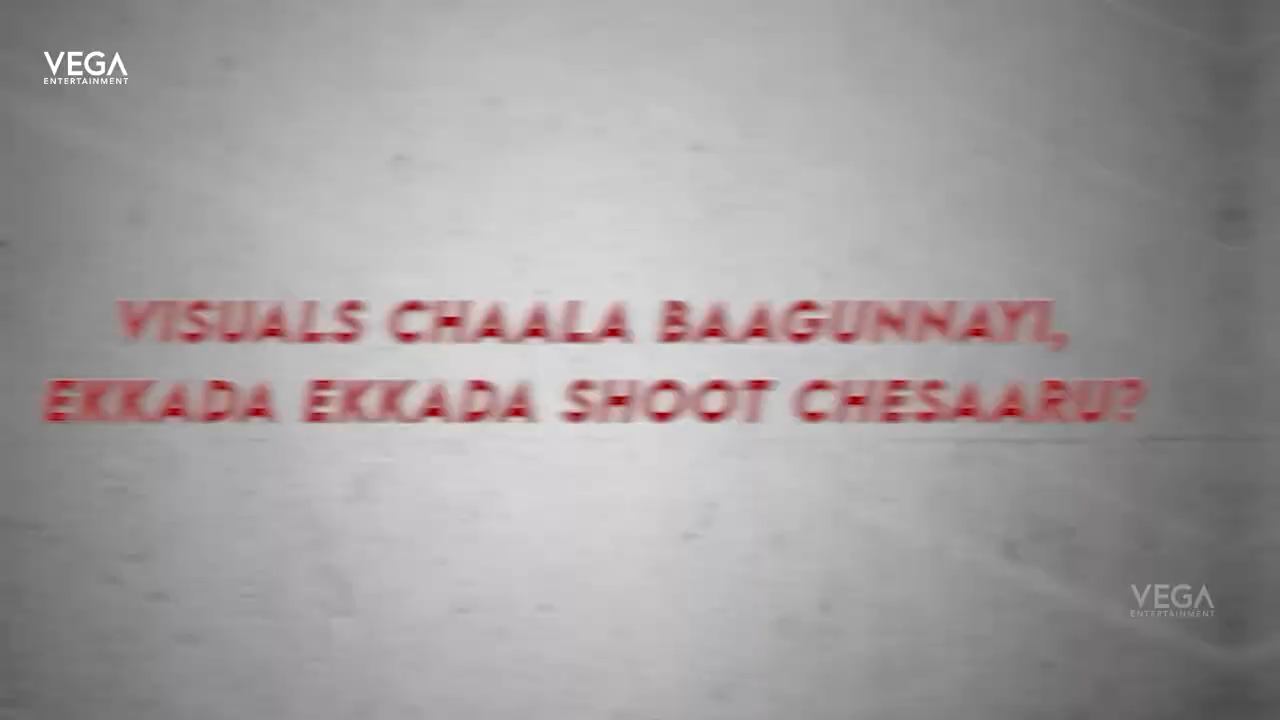 VEGA
ENTERTAINMENT
VISUALS CHAALA BAAGUNNAYI,
EKKADA EKKADA SHOOT CHESAARU?
VEGA
ENTERTAINMENT